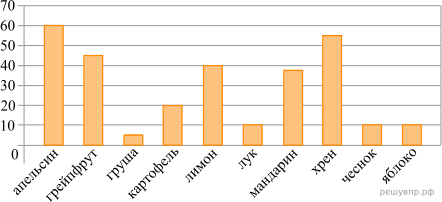 70
60
50
40
30
20
10
0
апельсин
грейпфрут
груша
картофель
лимон
лук
мандарин
хрен
чеснок
яблоко
решувпр.рф